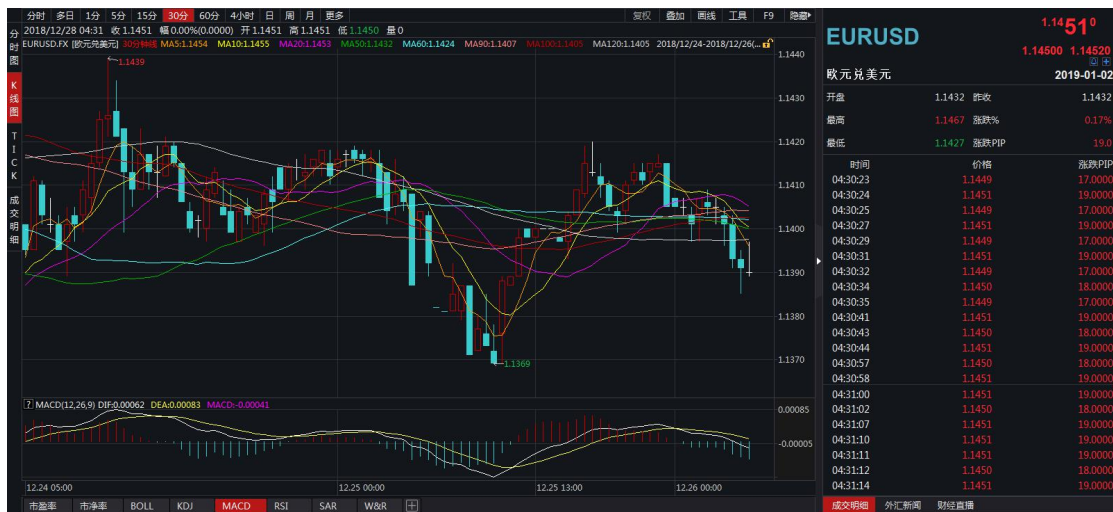 分时 多日 1分 5分 15分 30分 60分 4小时 日 周 月 更多 复权 叠加 画线 工具 F9 隐藏
2018/12/28 04:31 收1.1451 幅0.00%(0.0000) 开1.1451 高1.1451 低1.1450 量0
EURUSD.FX [欧元兑美元] 30分钟线 MA5:1.1454 MA10:1.1455 MA20:1.1453 MA50:1.1432 MA60:1.1424 MA90:1.1407 MA100:1.1405 MA120:1.1405 2018/12/24-2018/12/26(...
分时图
K线图
TICK
成交明细
1.1439
1.1369
1.1440
1.1430
1.1420
1.1410
1.1400
1.1390
1.1380
1.1370
? MACD(12,26,9) DIF:0.00062 DEA:0.00083 MACD:-0.00041
0.00085
-0.00005
12.24 05:00 12.25 00:00 12.25 13:00 12.26 00:00
市盈率 市净率 BOLL KDJ MACD RSI SAR W&R
EURUSD 1.14510
1.14500 1.14520
欧元兑美元 2019-01-02
开盘 1.1432 昨收 1.1432
最高 1.1467 涨跌% 0.17%
最低 1.1427 涨跌PIP 19.0
时间 价格 涨跌PIP
04:30:23 1.1449 17.0000
04:30:24 1.1451 19.0000
04:30:25 1.1449 17.0000
04:30:27 1.1451 19.0000
04:30:29 1.1449 17.0000
04:30:31 1.1451 19.0000
04:30:32 1.1449 17.0000
04:30:34 1.1450 18.0000
04:30:35 1.1449 17.0000
04:30:41 1.1451 19.0000
04:30:43 1.1450 18.0000
04:30:44 1.1451 19.0000
04:30:57 1.1450 18.0000
04:30:58 1.1451 19.0000
04:31:00 1.1451 19.0000
04:31:02 1.1450 18.0000
04:31:07 1.1451 19.0000
04:31:10 1.1451 19.0000
04:31:11 1.1451 19.0000
04:31:12 1.1450 18.0000
04:31:14 1.1451 19.0000
成交明细 外汇新闻 财经直播